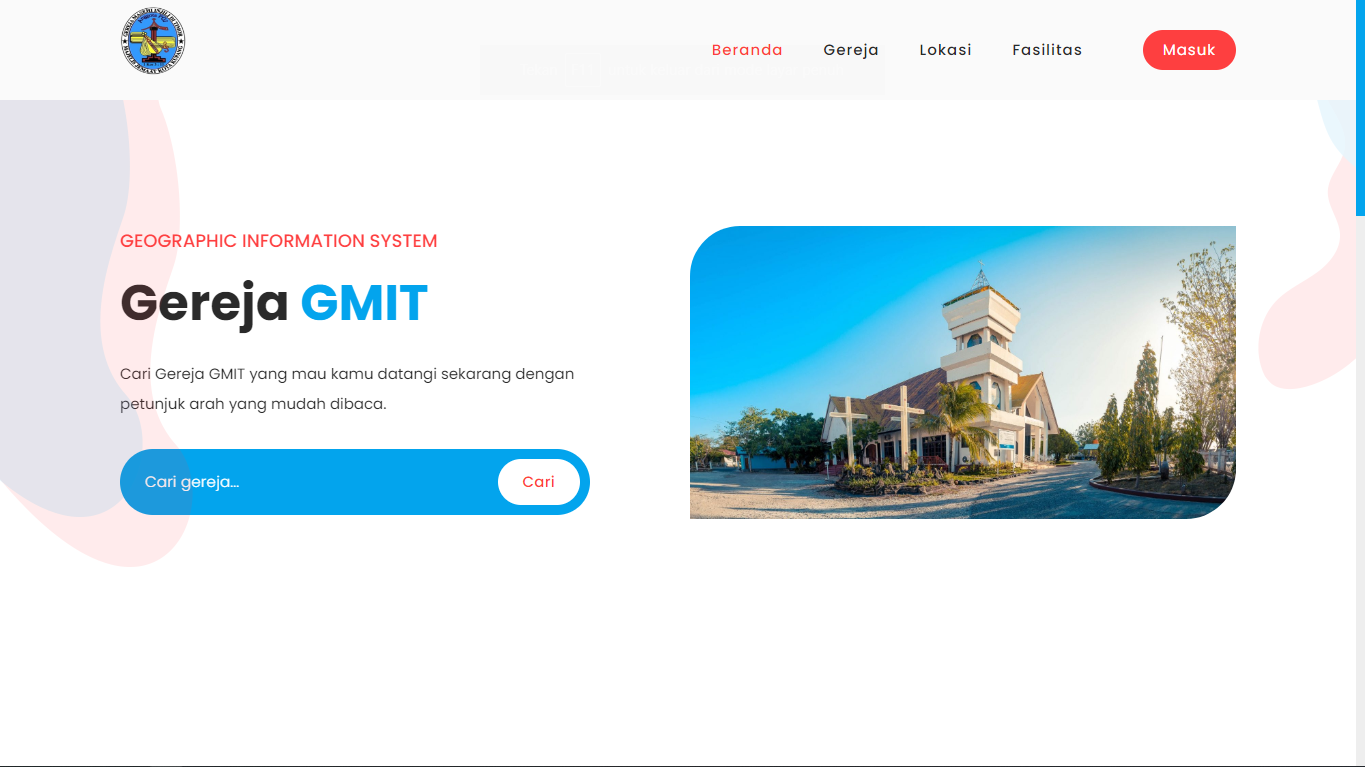 Beranda
Gereja
Lokasi
Fasilitas
Masuk
GEOGRAPHIC INFORMATION SYSTEM
Gereja GMIT
Cari Gereja GMIT yang mau kamu datangi sekarang dengan
petunjuk arah yang mudah dibaca.
Cari gereja...
Cari